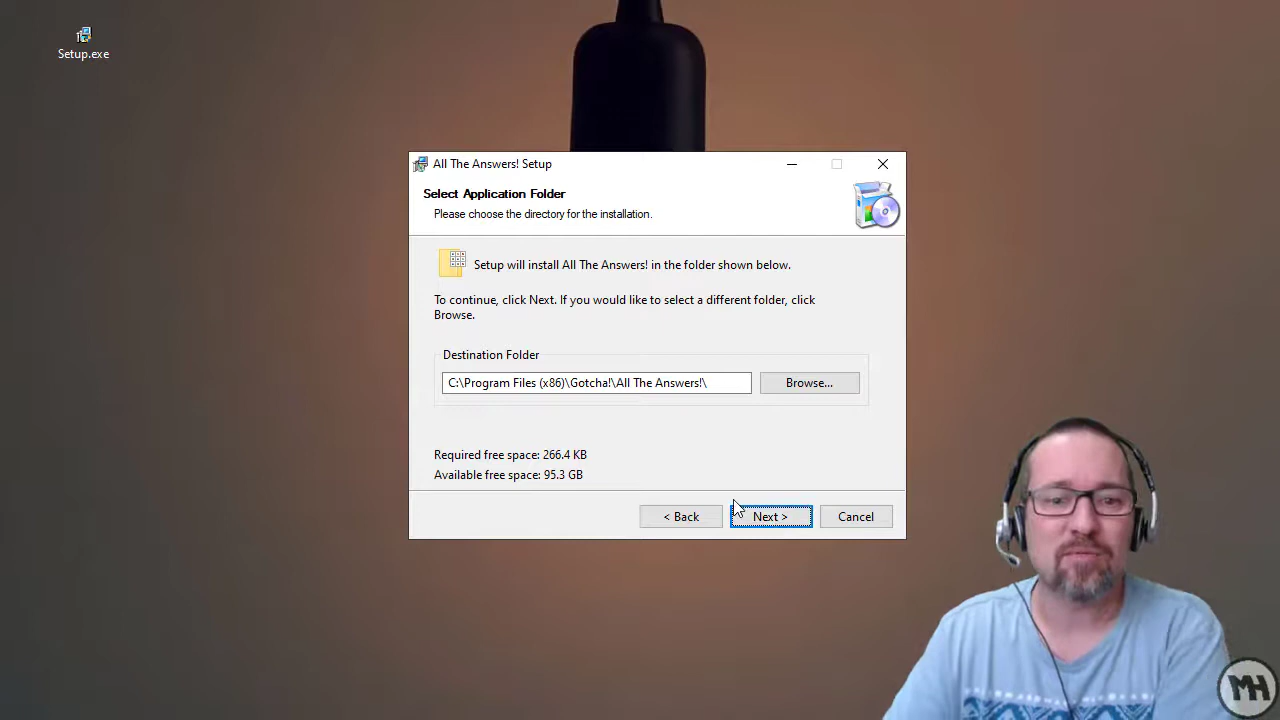 Setup.exe
All The Answers! Setup
Select Application Folder
Please choose the directory for the installation.
Setup will install All The Answers! in the folder shown below.
To continue, click Next. If you would like to select a different folder, click
Browse.
Destination Folder
C:\Program Files (x86)\Gotcha!\All The Answers!\
Browse...
Required free space: 266.4 KB
Available free space: 95.3 GB
< Back
Next >
Cancel
MH